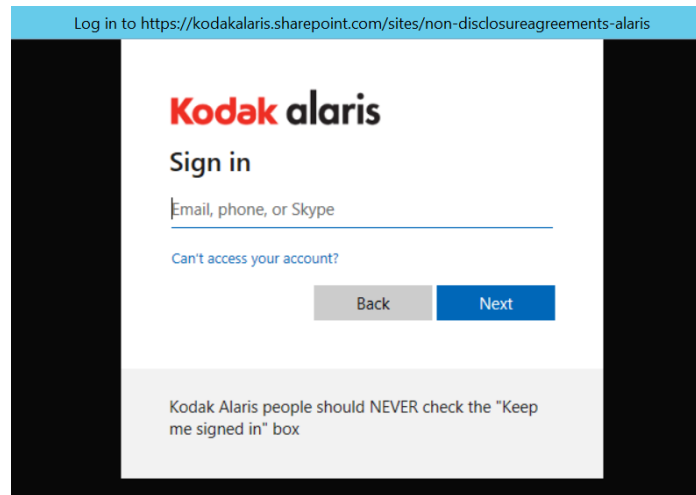 Log in to https://kodakalaris.sharepoint.com/sites/non-disclosureagreements-alaris
Kodak alaris
Sign in
Email, phone, or Skype
Can't access your account?
Back Next
Kodak Alaris people should NEVER check the "Keep
me signed in" box